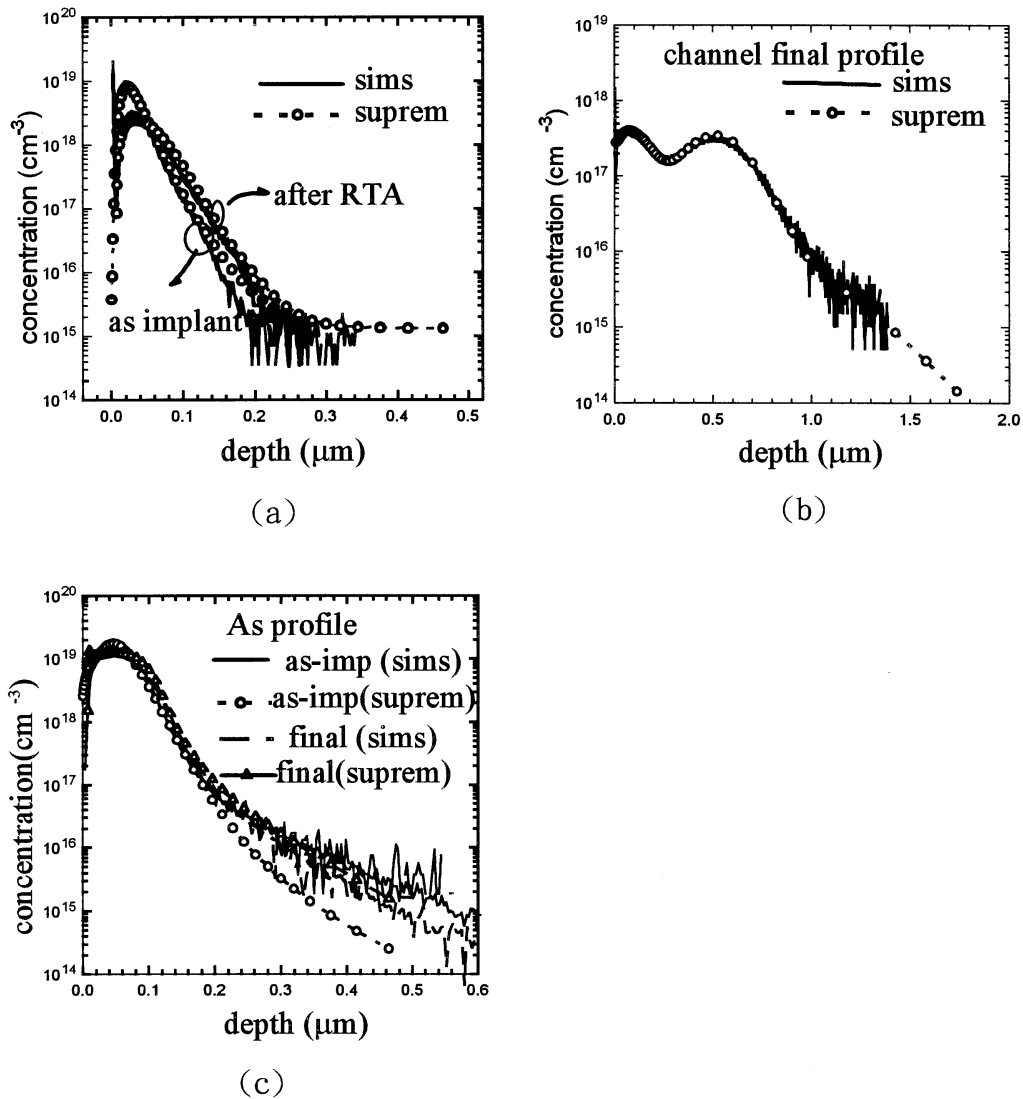 10^20
10^19
10^18
10^17
10^16
10^15
10^14
concentration (cm^-3)
sims
suprem
after RTA
as implant
0.0 0.1 0.2 0.3 0.4 0.5
depth (μm)
(a)
10^19
10^18
10^17
10^16
10^15
10^14
concentration (cm^-3)
channel final profile
sims
suprem
0.0 0.5 1.0 1.5 2.0
depth (μm)
(b)
10^20
10^19
10^18
10^17
10^16
10^15
10^14
concentration(cm^-3)
As profile
as-imp (sims)
as-imp(suprem)
final (sims)
final(suprem)
0.0 0.1 0.2 0.3 0.4 0.5 0.6
depth (μm)
(c)